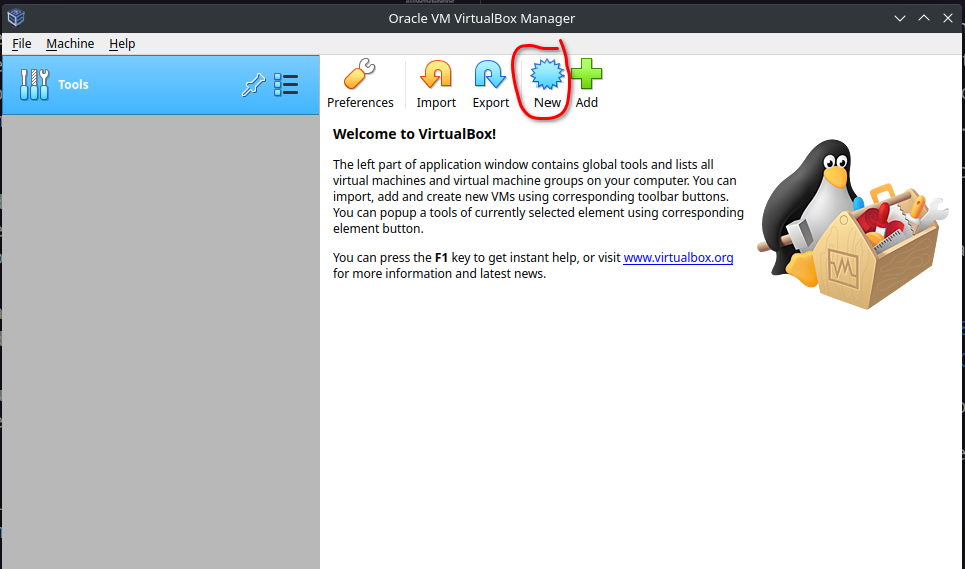 Oracle VM VirtualBox Manager
File Machine Help
Tools
Preferences Import Export New Add
Welcome to VirtualBox!
The left part of application window contains global tools and lists all
virtual machines and virtual machine groups on your computer. You can
import, add and create new VMs using corresponding toolbar buttons.
You can popup a tools of currently selected element using corresponding
element button.
You can press the F1 key to get instant help, or visit www.virtualbox.org
for more information and latest news.